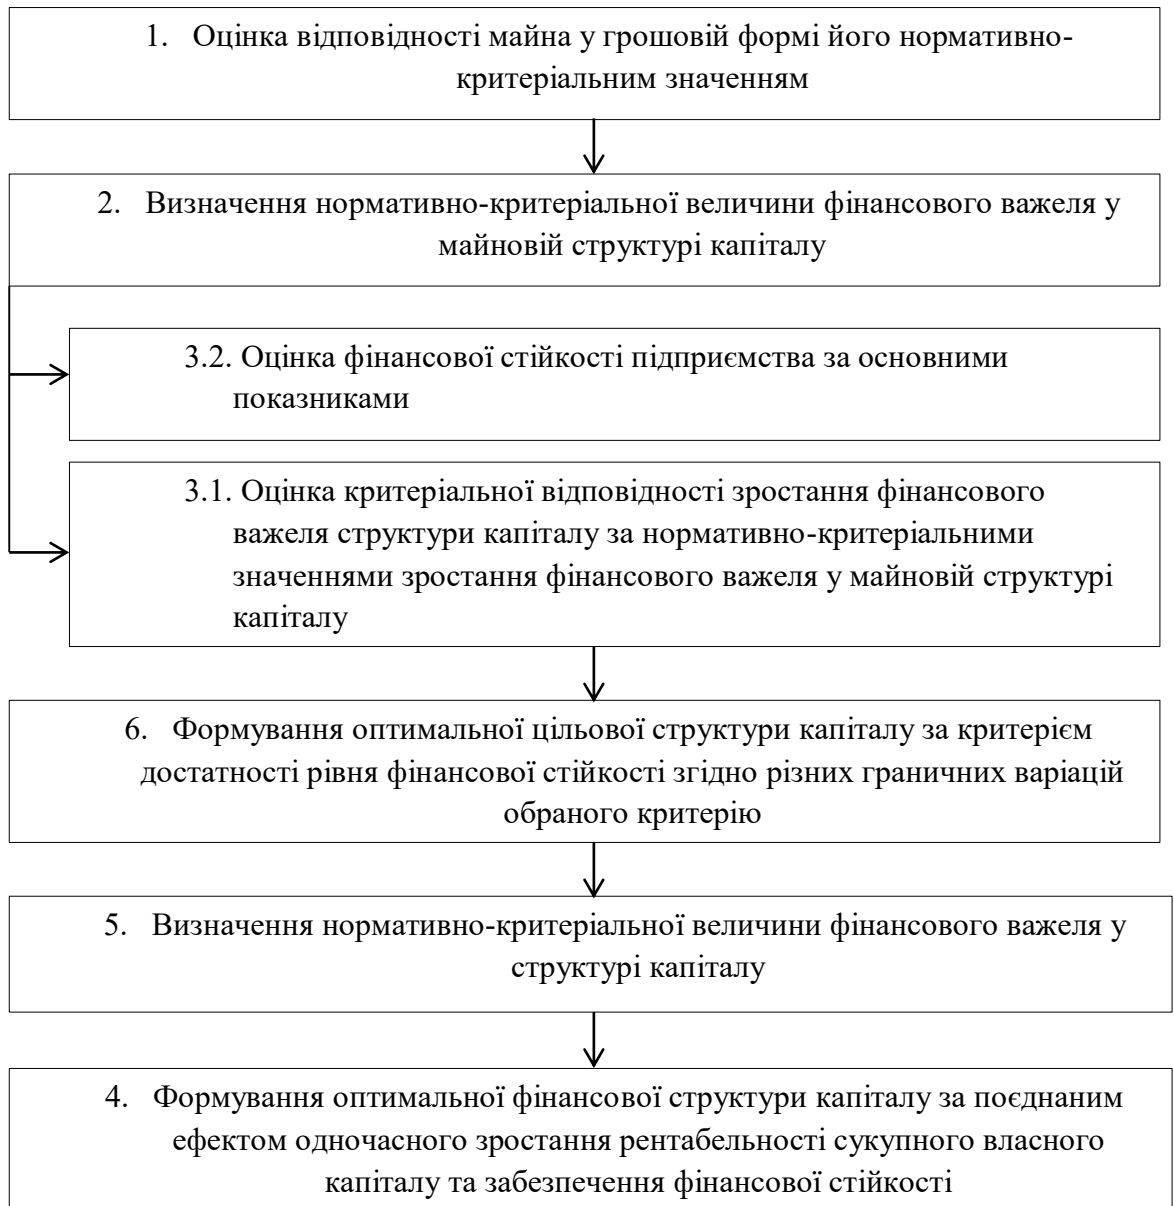 1. Оцінка відповідності майна у грошовій формі його нормативно-
критеріальним значенням
2. Визначення нормативно-критеріальної величини фінансового важеля у
майновій структурі капіталу
3.2. Оцінка фінансової стійкості підприємства за основними
показниками
3.1. Оцінка критеріальної відповідності зростання фінансового
важеля структури капіталу за нормативно-критеріальними
значеннями зростання фінансового важеля у майновій структурі
капіталу
6. Формування оптимальної цільової структури капіталу за критерієм
достатності рівня фінансової стійкості згідно різних граничних варіацій
обраного критерію
5. Визначення нормативно-критеріальної величини фінансового важеля у
структурі капіталу
4. Формування оптимальної фінансової структури капіталу за поєднаним
ефектом одночасного зростання рентабельності сукупного власного
капіталу та забезпечення фінансової стійкості